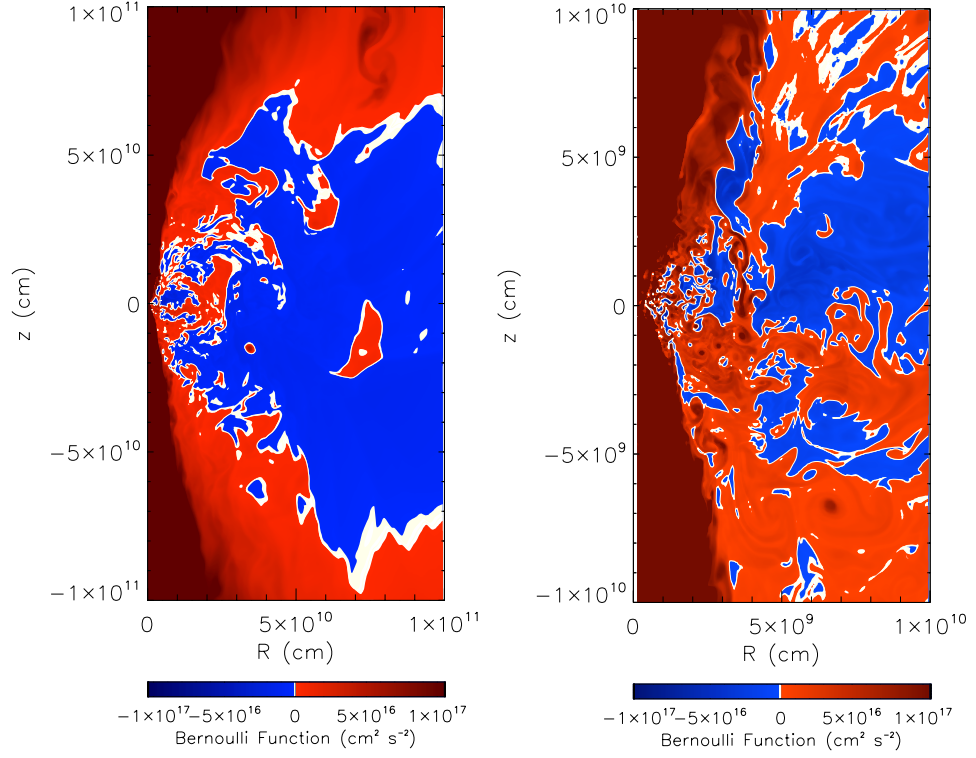 1×10¹¹
5×10¹⁰
0
−5×10¹⁰
−1×10¹¹
z (cm)
0 5×10¹⁰ 1×10¹¹
R (cm)
−1×10¹⁷ −5×10¹⁶ 0 5×10¹⁶ 1×10¹⁷
Bernoulli Function (cm² s⁻²)
1×10¹⁰
5×10⁹
0
−5×10⁹
−1×10¹⁰
z (cm)
0 5×10⁹ 1×10¹⁰
R (cm)
−1×10¹⁷ −5×10¹⁶ 0 5×10¹⁶ 1×10¹⁷
Bernoulli Function (cm² s⁻²)